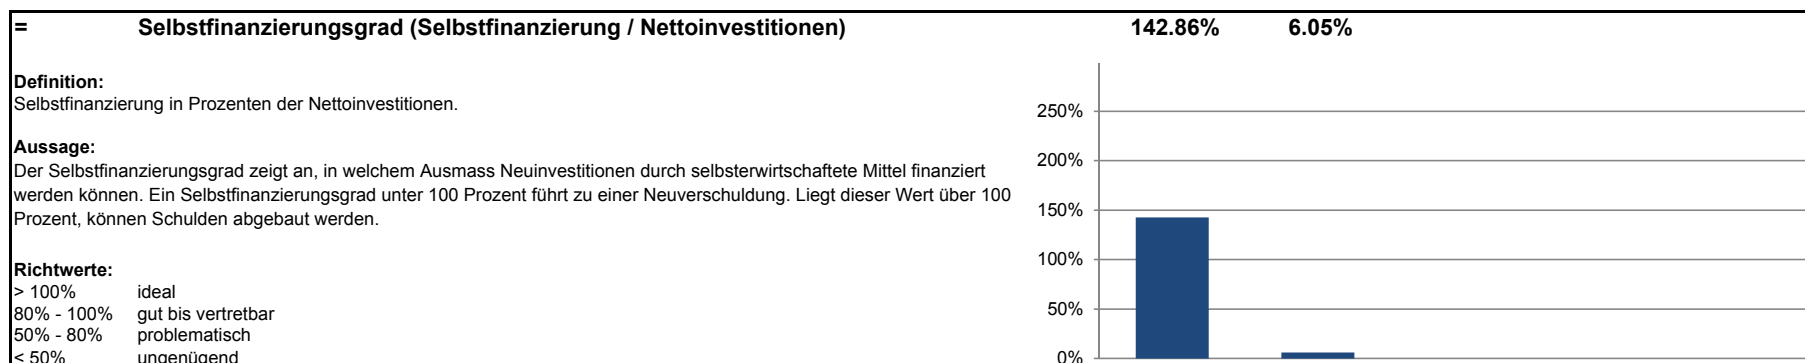 = Selbstfinanzierungsgrad (Selbstfinanzierung / Nettoinvestitionen) 142.86% 6.05%
Definition:
Selbstfinanzierung in Prozenten der Nettoinvestitionen.
Aussage:
Der Selbstfinanzierungsgrad zeigt an, in welchem Ausmass Neuinvestitionen durch selbsterwirtschaftete Mittel finanziert
werden können. Ein Selbstfinanzierungsgrad unter 100 Prozent führt zu einer Neuverschuldung. Liegt dieser Wert über 100
Prozent, können Schulden abgebaut werden.
Richtwerte:
> 100% ideal
80% - 100% gut bis vertretbar
50% - 80% problematisch
< 50% ungenügend
250%
200%
150%
100%
50%
0%